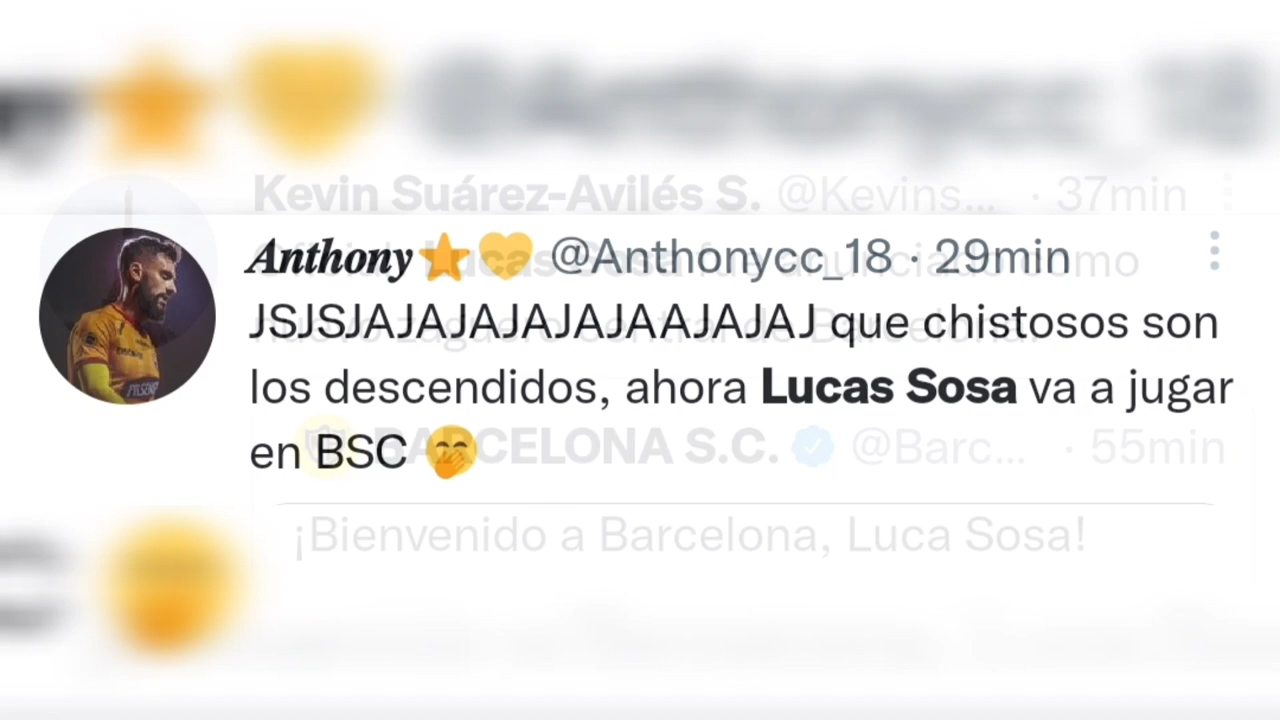 Kevin Suárez-Avilés S. @Kevins... · 37min
Anthony⭐💛 @Anthonycc_18 · 29min
JSJSJAJAJAJAJAJAJAAJAJAJ que chistosos son
los descendidos, ahora Lucas Sosa va a jugar
en BSC 🤭
BARCELONA S.C. @Barc... · 55min
¡Bienvenido a Barcelona, Luca Sosa!